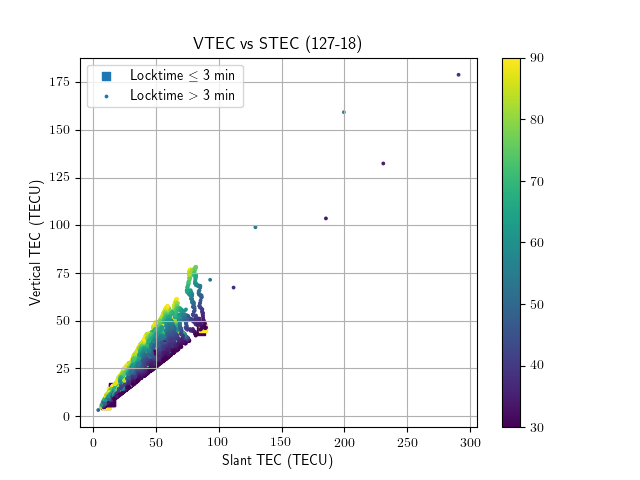 VTEC vs STEC (127-18)
Locktime ≤ 3 min
Locktime > 3 min
175
150
125
100
75
50
25
0
Vertical TEC (TECU)
0 50 100 150 200 250 300
Slant TEC (TECU)
90
80
70
60
50
40
30